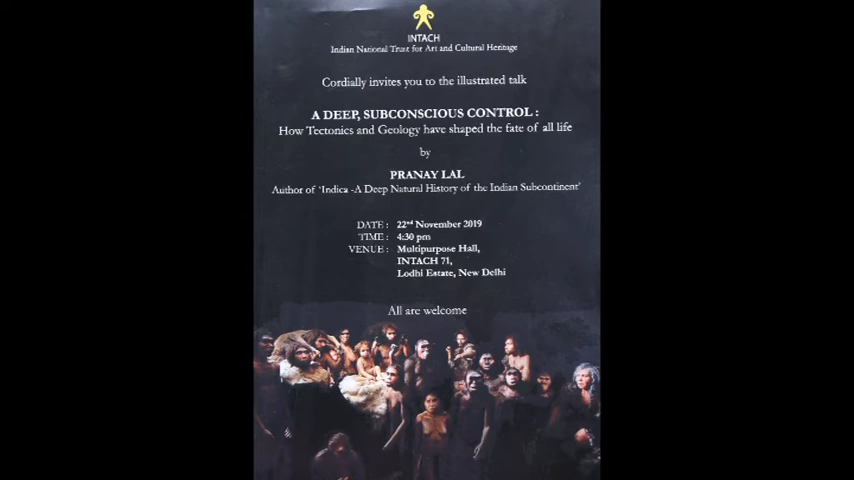 INTACH
Indian National Trust for Art and Cultural Heritage
Cordially invites you to the illustrated talk
A DEEP, SUBCONSCIOUS CONTROL :
How Tectonics and Geology have shaped the fate of all life
by
PRANAY LAL
Author of 'Indica -A Deep Natural History of the Indian Subcontinent'
DATE : 22nd November 2019
TIME : 4:30 pm
VENUE : Multipurpose Hall,
INTACH 71,
Lodhi Estate, New Delhi
All are welcome